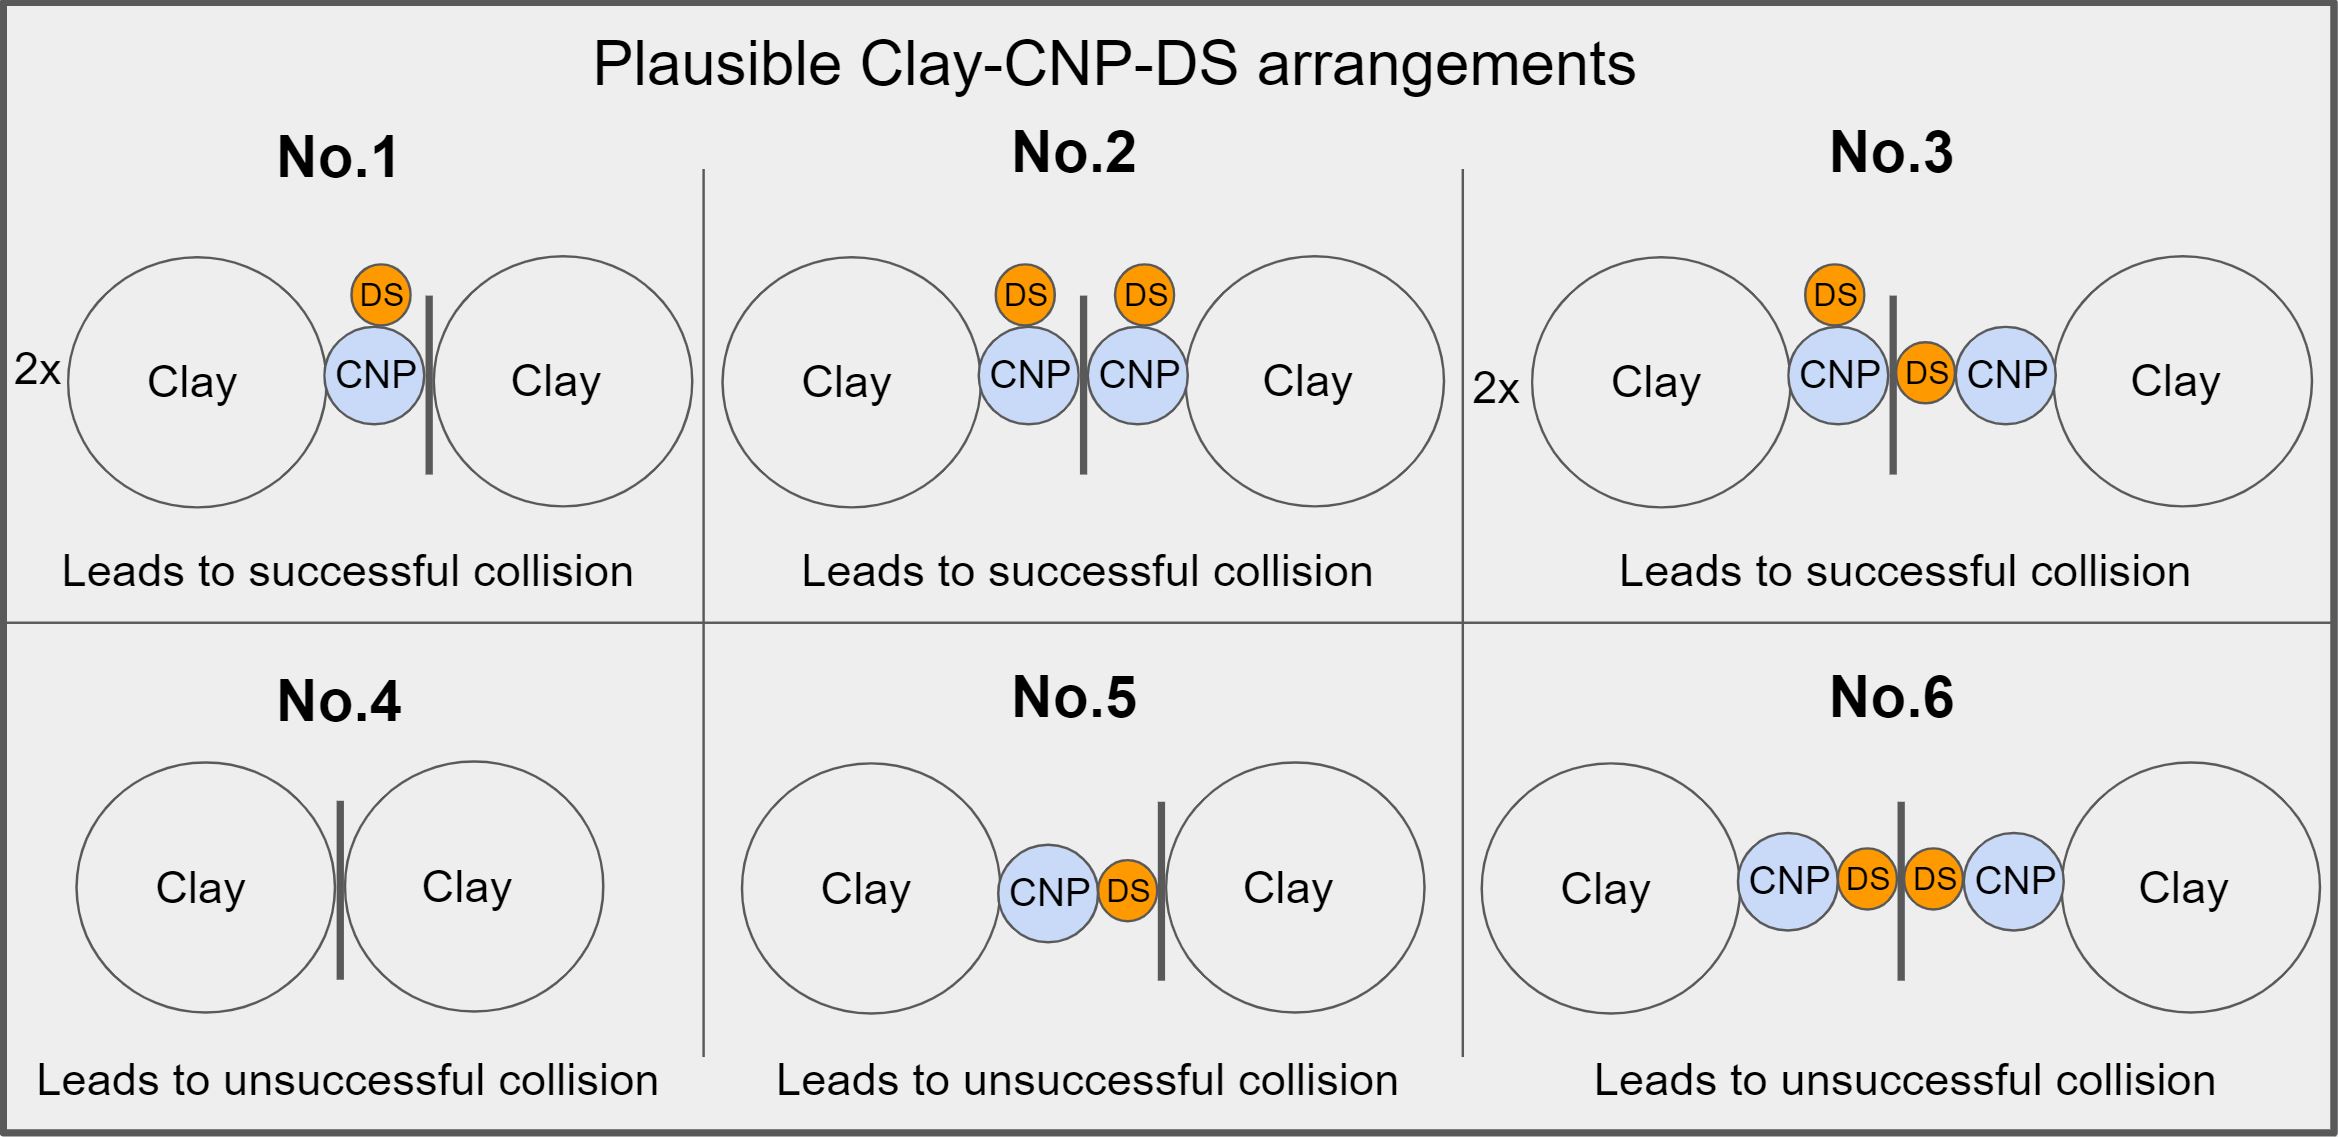 Plausible Clay-CNP-DS arrangements
No.1
No.2
No.3
DS
DS
DS
DS
2x
Clay
CNP
Clay
Clay
CNP
CNP
Clay
2x
Clay
CNP
DS
CNP
Clay
Leads to successful collision
Leads to successful collision
Leads to successful collision
No.4
No.5
No.6
Clay
Clay
Clay
CNP
DS
Clay
Clay
CNP
DS
DS
CNP
Clay
Leads to unsuccessful collision
Leads to unsuccessful collision
Leads to unsuccessful collision